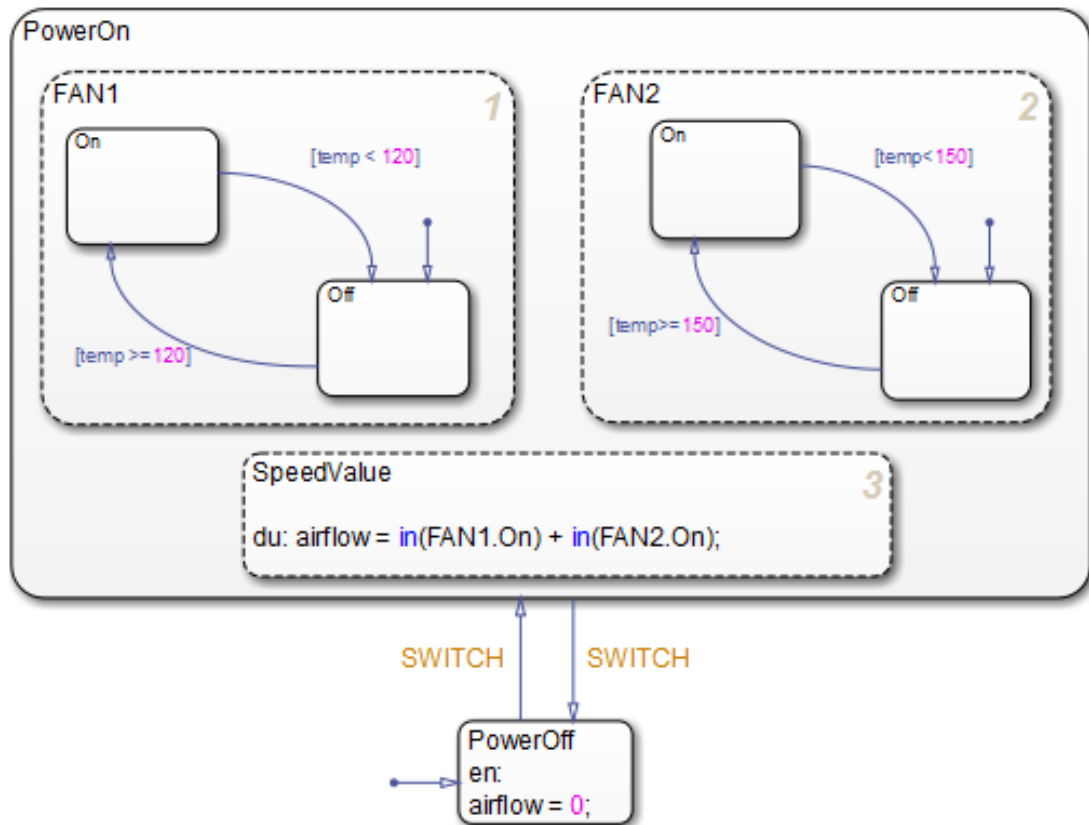 PowerOn
FAN1
1
On
[temp < 120]
Off
[temp >= 120]
FAN2
2
On
[temp<150]
Off
[temp>= 150]
SpeedValue
3
du: airflow = in(FAN1.On) + in(FAN2.On);
SWITCH
SWITCH
PowerOff
en:
airflow = 0;